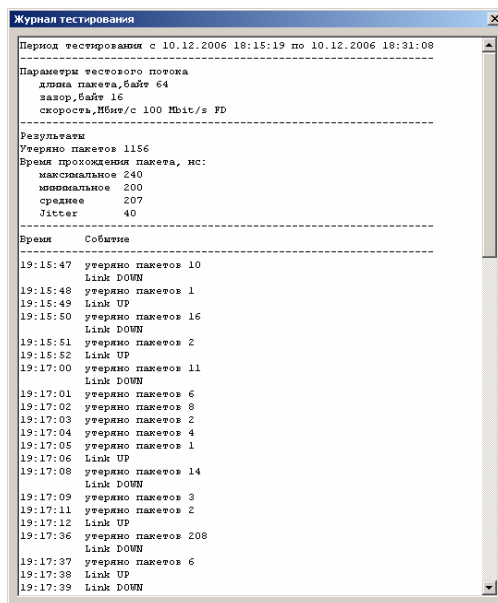 Журнал тестирования
Период тестирования с 10.12.2006 18:15:19 по 10.12.2006 18:31:08
Параметры тестового потока
длина пакета,байт 64
зазор,байт 16
скорость,Мбит/с 100 Mbit/s FD
Результаты
Утеряно пакетов 1156
Время прохождения пакета, нс:
максимальное 240
минимальное 200
среднее 207
Jitter 40
Время Событие
19:15:47 утеряно пакетов 10
Link DOWN
19:15:48 утеряно пакетов 1
19:15:49 Link UP
19:15:50 утеряно пакетов 16
Link DOWN
19:15:51 утеряно пакетов 2
19:15:52 Link UP
19:17:00 утеряно пакетов 11
Link DOWN
19:17:01 утеряно пакетов 6
19:17:02 утеряно пакетов 8
19:17:03 утеряно пакетов 2
19:17:04 утеряно пакетов 4
19:17:05 утеряно пакетов 1
19:17:06 Link UP
19:17:08 утеряно пакетов 14
Link DOWN
19:17:09 утеряно пакетов 3
19:17:11 утеряно пакетов 2
19:17:12 Link UP
19:17:36 утеряно пакетов 208
Link DOWN
19:17:37 утеряно пакетов 6
19:17:38 Link UP
19:17:39 Link DOWN